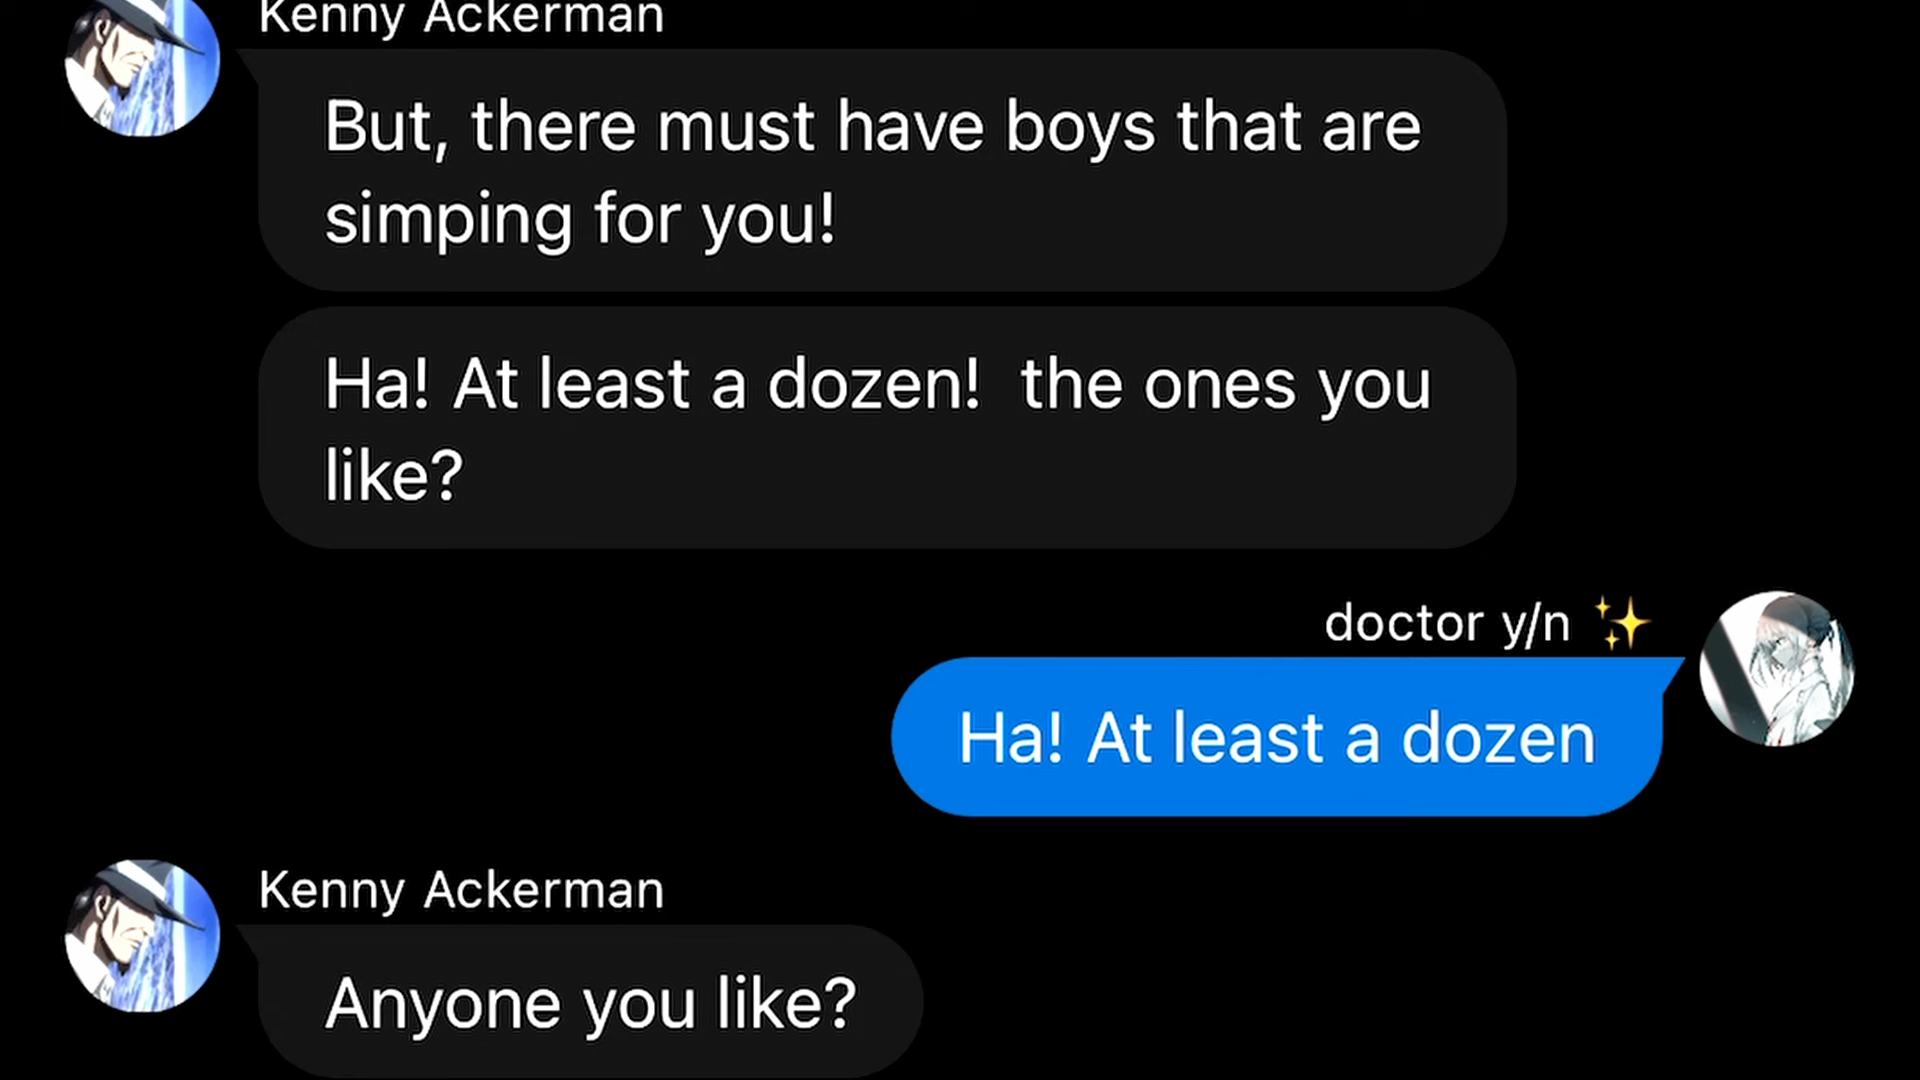 Kenny Ackerman
But, there must have boys that are
simping for you!
Ha! At least a dozen!  the ones you
like?
doctor y/n ✨
Ha! At least a dozen
Kenny Ackerman
Anyone you like?